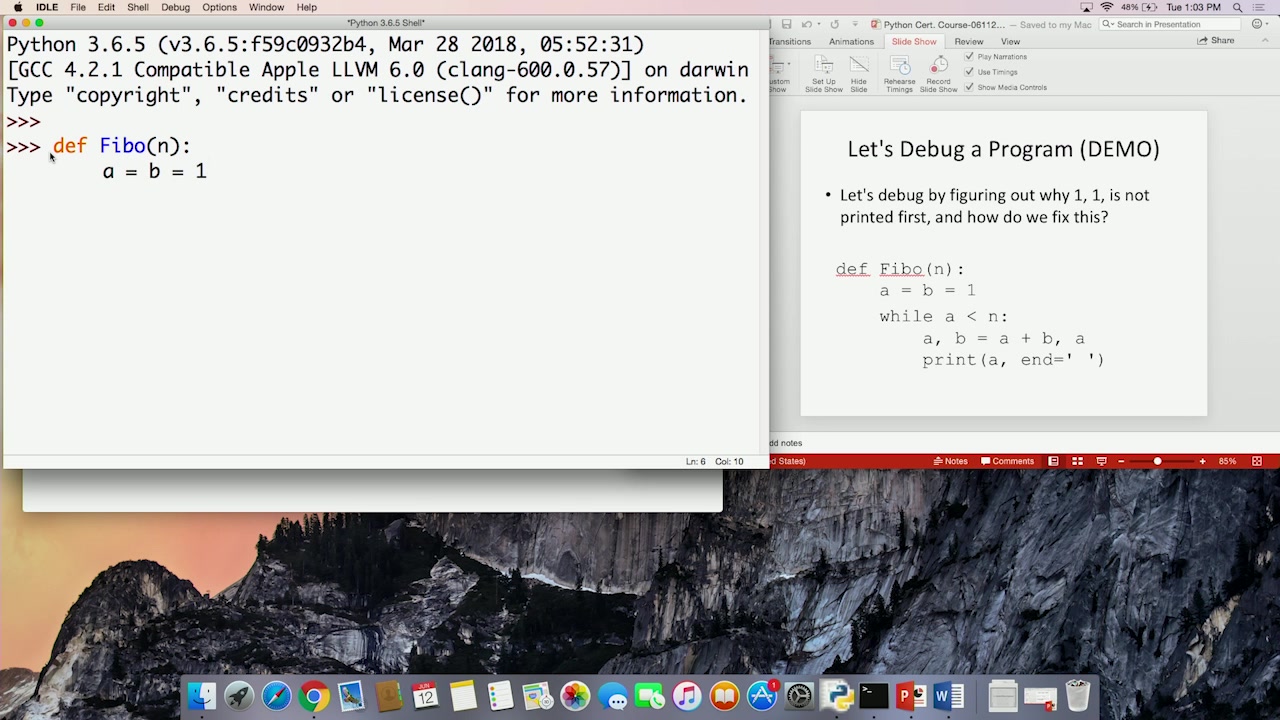 IDLE File Edit Shell Debug Options Window Help 48% Tue 1:03 PM
*Python 3.6.5 Shell*
Python 3.6.5 (v3.6.5:f59c0932b4, Mar 28 2018, 05:52:31)
[GCC 4.2.1 Compatible Apple LLVM 6.0 (clang-600.0.57)] on darwin
Type "copyright", "credits" or "license()" for more information.
>>>
>>> def Fibo(n):
a = b = 1
Ln: 6 Col: 10
Python Cert. Course-06112... — Saved to my Mac
Search in Presentation
ransitions Animations Slide Show Review View Share
ustom Show
Set Up Slide Show
Hide Slide
Rehearse Timings
Record Slide Show
Play Narrations
Use Timings
Show Media Controls
Let's Debug a Program (DEMO)
• Let's debug by figuring out why 1, 1, is not
printed first, and how do we fix this?
def Fibo(n):
a = b = 1
while a < n:
a, b = a + b, a
print(a, end=' ')
dd notes
d States) Notes Comments 85%
JUN
12
1